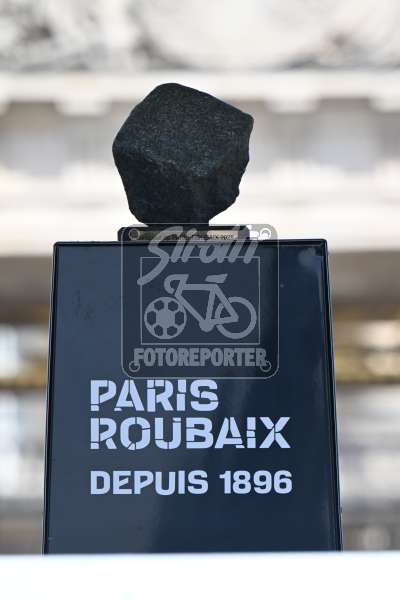 Sirotti
FOTOREPORTER
PARIS
ROUBAIX
DEPUIS 1896